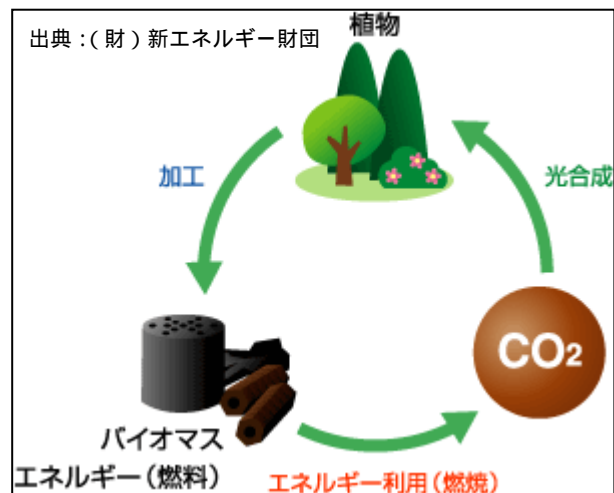 出典：(財)新エネルギー財団
植物
加工
光合成
CO2
バイオマス
エネルギー(燃料)
エネルギー利用(燃焼)